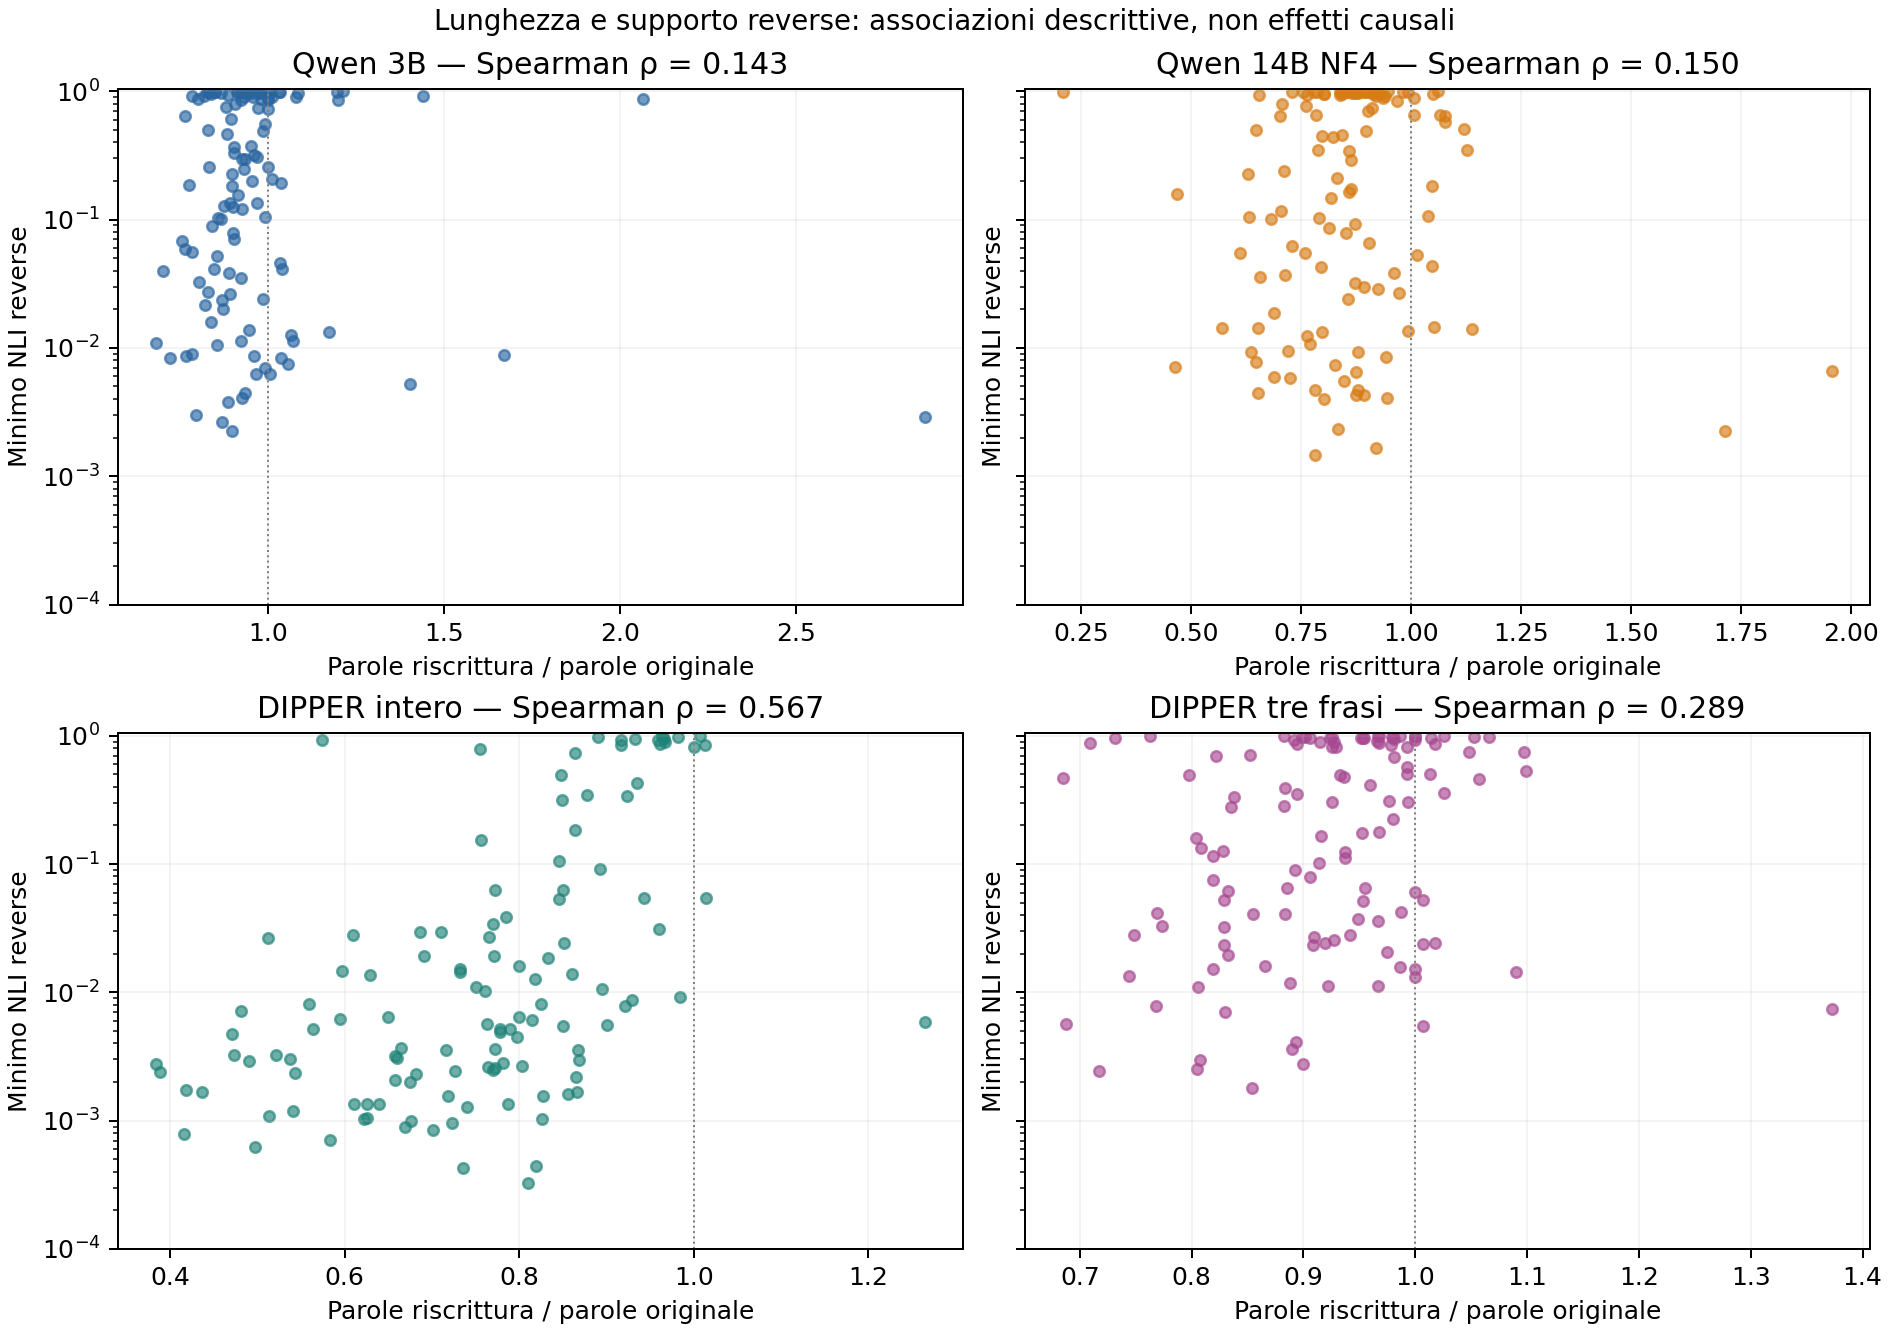 Lunghezza e supporto reverse: associazioni descrittive, non effetti causali
Qwen 3B — Spearman ρ = 0.143
Minimo NLI reverse
10⁰
10⁻¹
10⁻²
10⁻³
10⁻⁴
1.0 1.5 2.0 2.5
Parole riscrittura / parole originale
Qwen 14B NF4 — Spearman ρ = 0.150
Minimo NLI reverse
0.25 0.50 0.75 1.00 1.25 1.50 1.75 2.00
Parole riscrittura / parole originale
DIPPER intero — Spearman ρ = 0.567
Minimo NLI reverse
10⁰
10⁻¹
10⁻²
10⁻³
10⁻⁴
0.4 0.6 0.8 1.0 1.2
Parole riscrittura / parole originale
DIPPER tre frasi — Spearman ρ = 0.289
Minimo NLI reverse
0.7 0.8 0.9 1.0 1.1 1.2 1.3 1.4
Parole riscrittura / parole originale